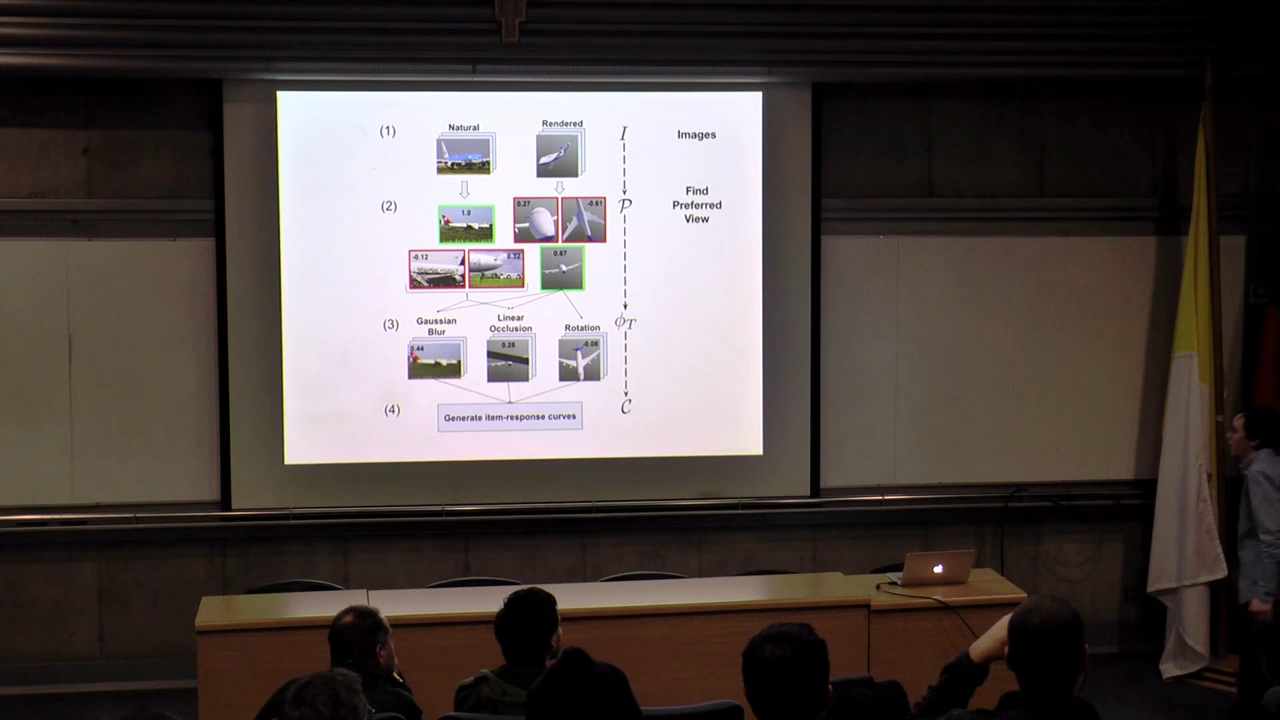 (1)
Natural
Rendered
I
Images
(2)
1.0
0.27
-0.61
P
Find
Preferred
View
-0.12
0.32
0.67
(3)
Gaussian
Blur
Linear
Occlusion
Rotation
ϕT
0.44
0.28
-0.08
(4)
Generate item-response curves
C